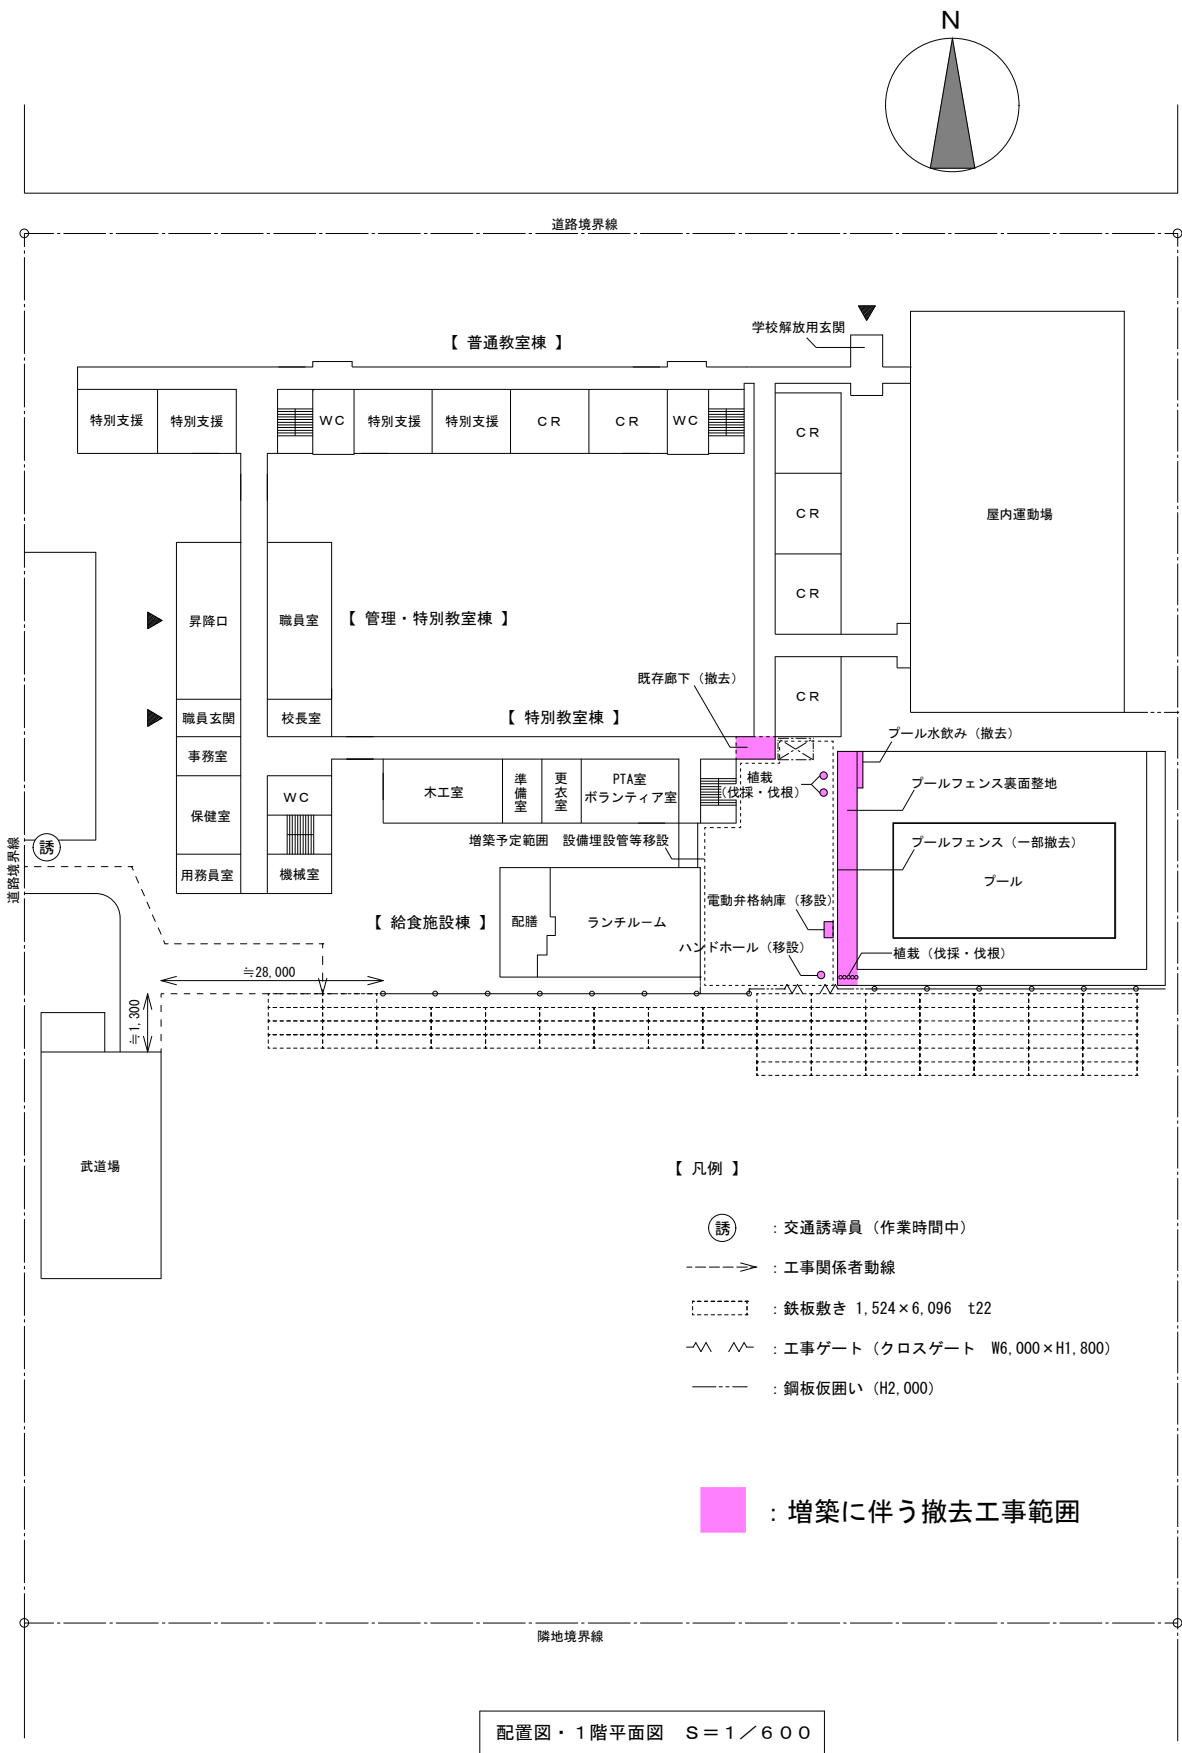 N
道路境界線
学校解放用玄関
【 普通教室棟 】
特別支援
特別支援
WC
特別支援
特別支援
CR
CR
WC
CR
CR
CR
CR
屋内運動場
昇降口
職員室
【 管理・特別教室棟 】
既存廊下（撤去）
職員玄関
校長室
【 特別教室棟 】
プール水飲み（撤去）
事務室
木工室
準備室
更衣室
PTA室
ボランティア室
植栽
（伐採・伐根）
プールフェンス裏面整地
保健室
WC
増築予定範囲　設備埋設管等移設
プールフェンス（一部撤去）
プール
誘
道路境界線
用務員室
機械室
【 給食施設棟 】
配膳
ランチルーム
電動弁格納庫（移設）
ハンドホール（移設）
植栽（伐採・伐根）
≒28,000
≒1,300
武道場
【 凡例 】
誘 ：交通誘導員（作業時間中）
：工事関係者動線
：鉄板敷き 1,524×6,096　t22
：工事ゲート（クロスゲート　W6,000×H1,800）
：鋼板仮囲い（H2,000）
：増築に伴う撤去工事範囲
隣地境界線
配置図・１階平面図　Ｓ＝１／６００